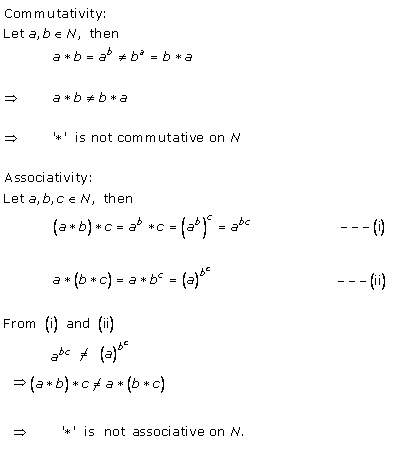 Commutativity:
Let a, b ∈ N, then
a * b = a^b ≠ b^a = b * a
⇒ a * b ≠ b * a
⇒ '*' is not commutative on N
Associativity:
Let a, b, c ∈ N, then
(a * b) * c = a^b * c = (a^b)^c = a^{bc} ---(i)
a * (b * c) = a * b^c = (a)^{b^c} ---(ii)
From (i) and (ii)
a^{bc} ≠ (a)^{b^c}
⇒ (a * b) * c ≠ a * (b * c)
⇒ '*' is not associative on N.